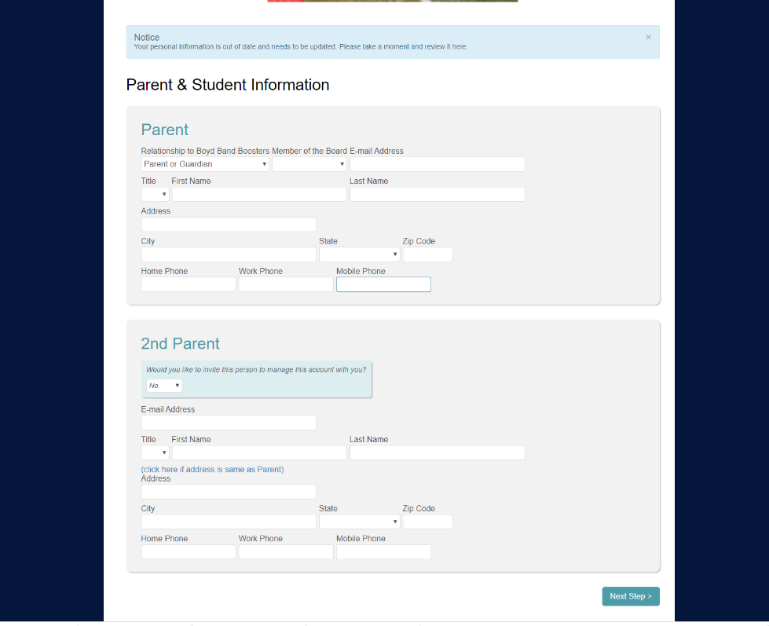 Notice ×
Your personal information is out of date and needs to be updated. Please take a moment and review it here.
Parent & Student Information
Parent
Relationship to Boyd Band Boosters Member of the Board E-mail Address
Parent or Guardian
Title First Name Last Name
Address
City State Zip Code
Home Phone Work Phone Mobile Phone
2nd Parent
Would you like to invite this person to manage this account with you?
No
E-mail Address
Title First Name Last Name
(click here if address is same as Parent)
Address
City State Zip Code
Home Phone Work Phone Mobile Phone
Next Step >